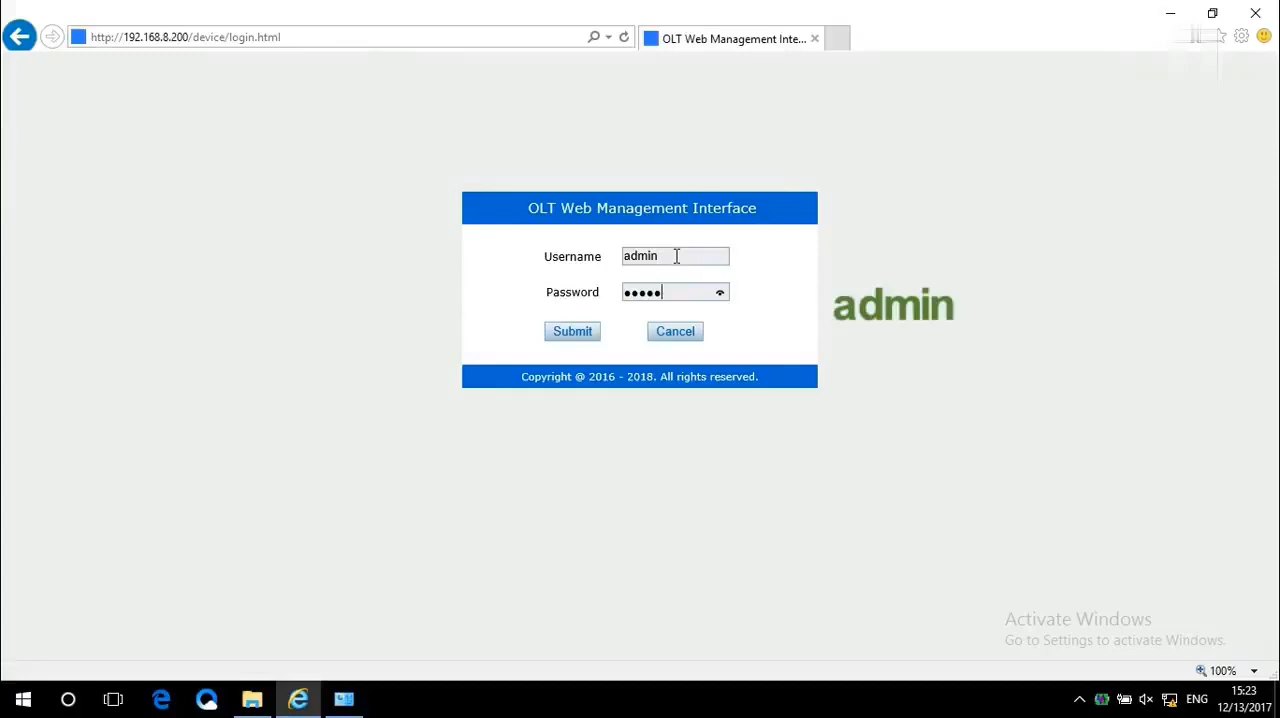 http://192.168.8.200/device/login.html
OLT Web Management Inte...
OLT Web Management Interface
Username
admin
Password
●●●●●
admin
Submit
Cancel
Copyright @ 2016 - 2018. All rights reserved.
Activate Windows
Go to Settings to activate Windows.
100%
ENG
15:23
12/13/2017